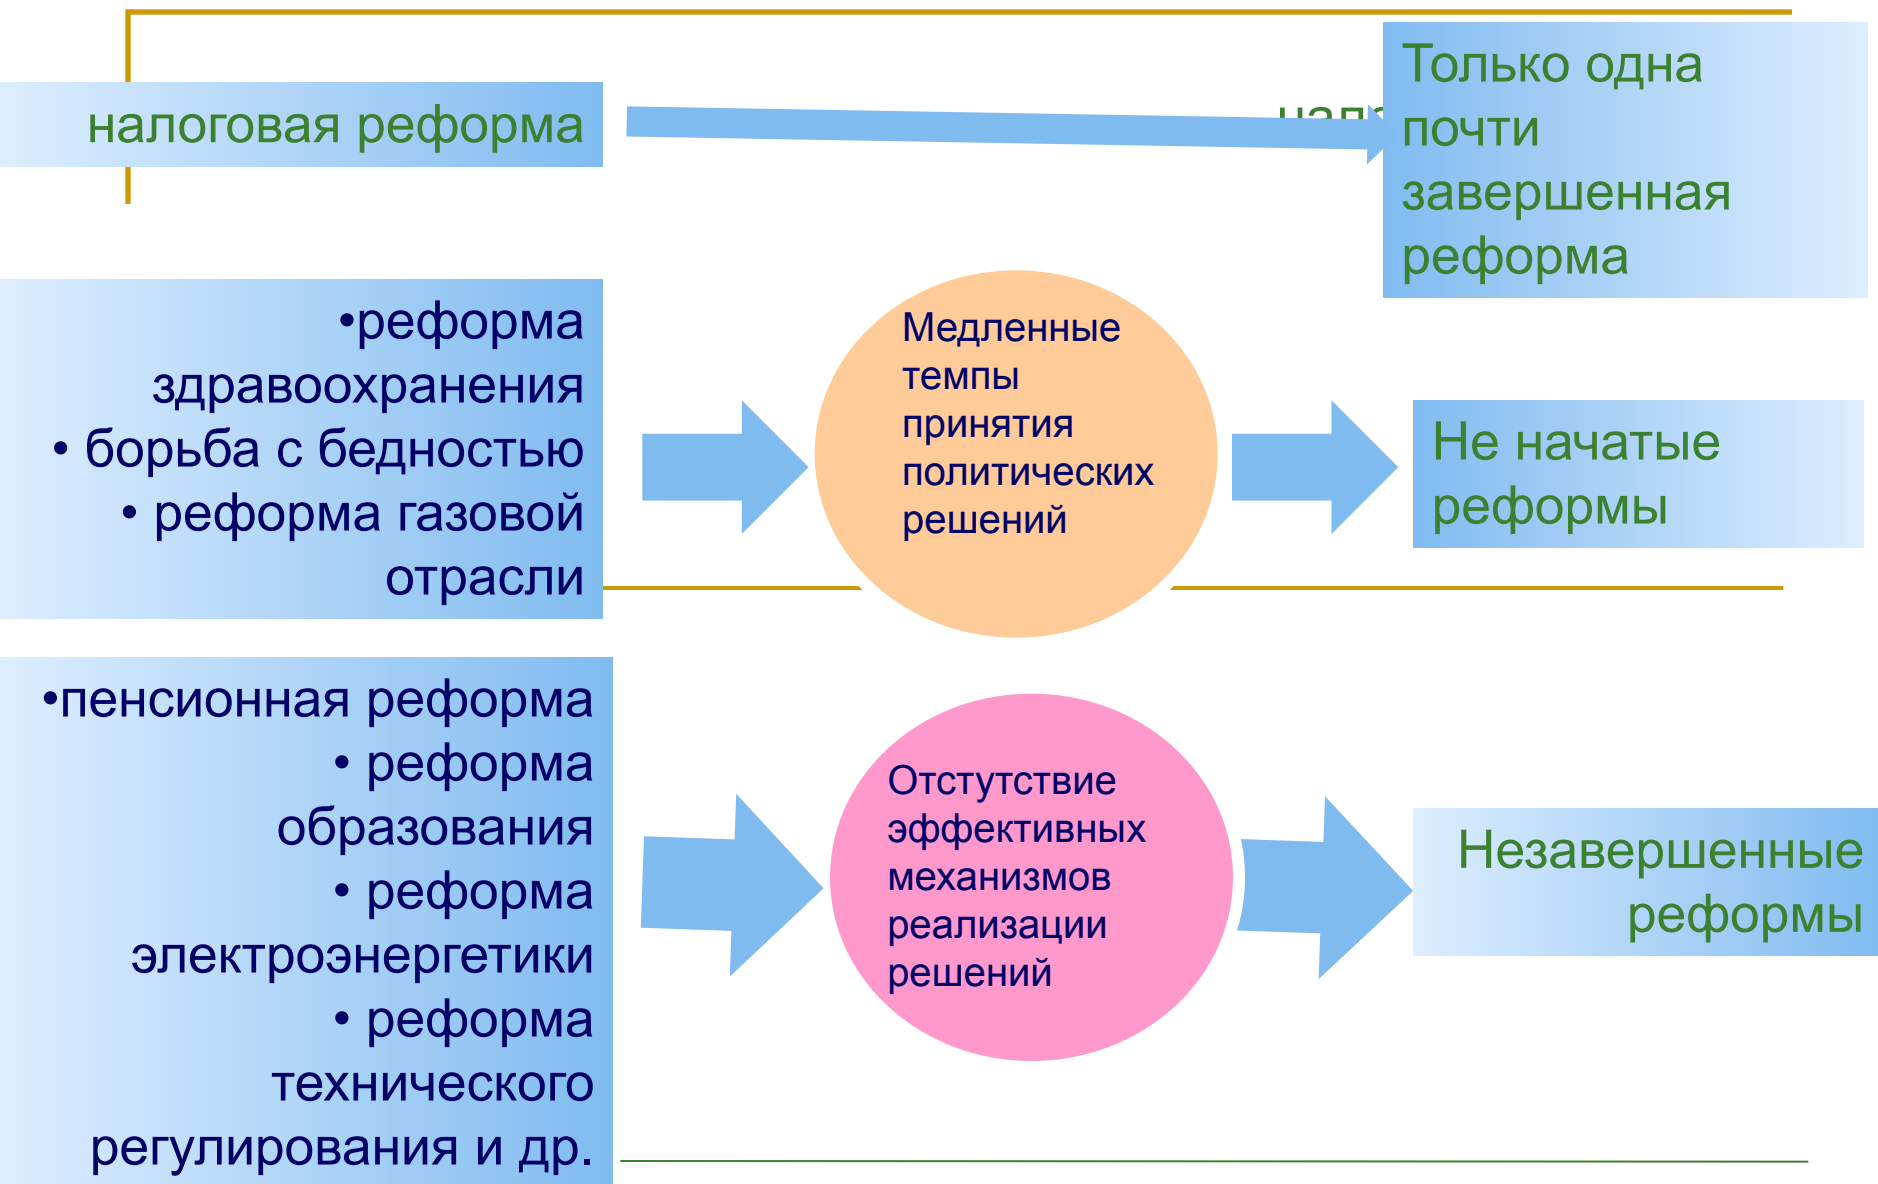 налоговая реформа
Только одна
почти
завершенная
реформа
•реформа
здравоохранения
• борьба с бедностью
• реформа газовой
отрасли
Медленные
темпы
принятия
политических
решений
Не начатые
реформы
•пенсионная реформа
• реформа
образования
• реформа
электроэнергетики
• реформа
технического
регулирования и др.
Отстутствие
эффективных
механизмов
реализации
решений
Незавершенные
реформы